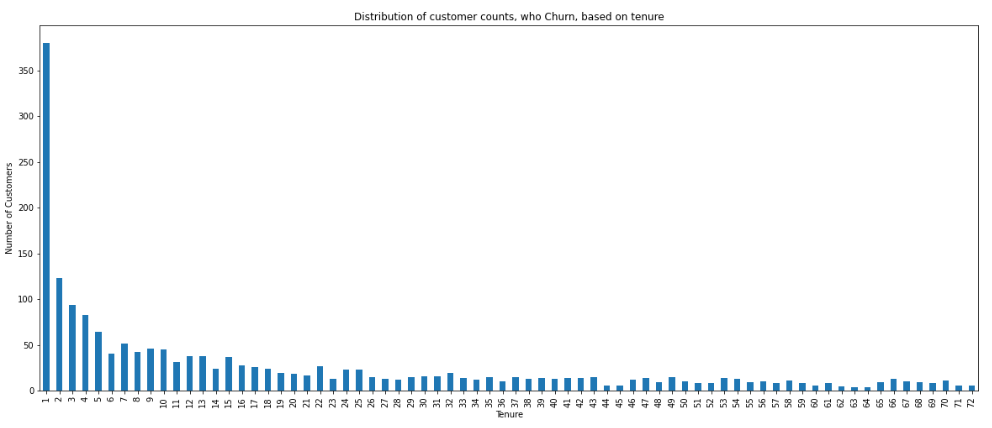 Distribution of customer counts, who Churn, based on tenure
Number of Customers
350
300
250
200
150
100
50
0
1 2 3 4 5 6 7 8 9 10 11 12 13 14 15 16 17 18 19 20 21 22 23 24 25 26 27 28 29 30 31 32 33 34 35 36 37 38 39 40 41 42 43 44 45 46 47 48 49 50 51 52 53 54 55 56 57 58 59 60 61 62 63 64 65 66 67 68 69 70 71 72
Tenure